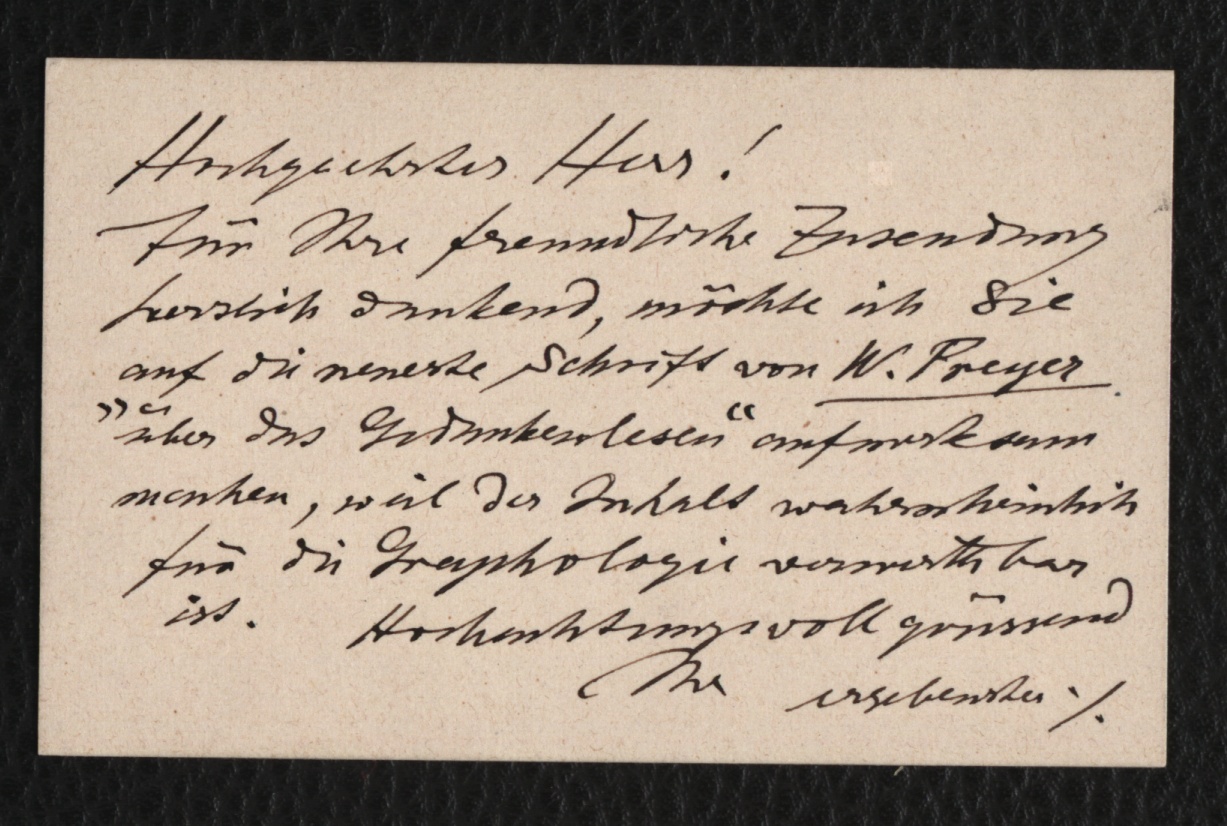 Hochgeehrter Herr!
Für Ihre freundliche Zusendung
herzlich dankend, möchte ich Sie
auf die neueste Schrift von W. Preyer
„über das Gedankenlesen“ aufmerksam
machen, weil der Inhalt wahrscheinlich
für die Graphologie verwerthbar
ist. Hochachtungsvoll grüssend
Ihr ergebenster ·/.